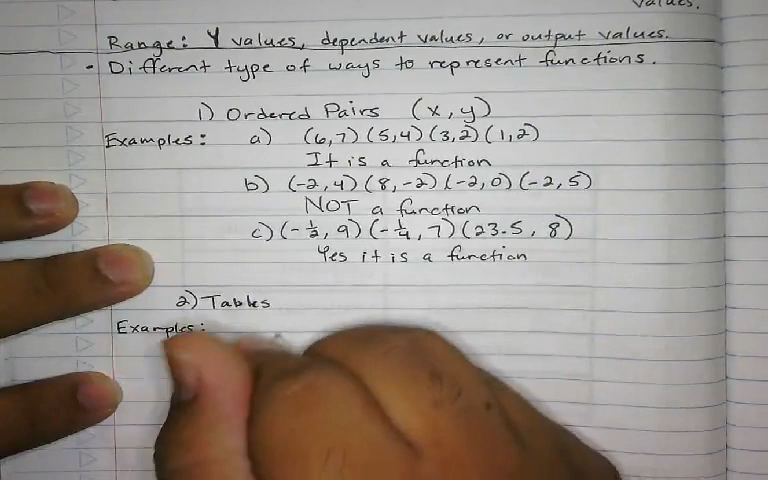 values.
Range: Y values, dependent values, or output values.
• Different type of ways to represent functions.
1) Ordered Pairs (x, y)
Examples: a) (6,7) (5,4) (3,2) (1,2)
It is a function
b) (-2,4) (8,-2) (-2,0) (-2,5)
NOT a function
c) (-1/2, 9) (-1/4, 7) (23.5, 8)
Yes it is a function
2) Tables
Examples: